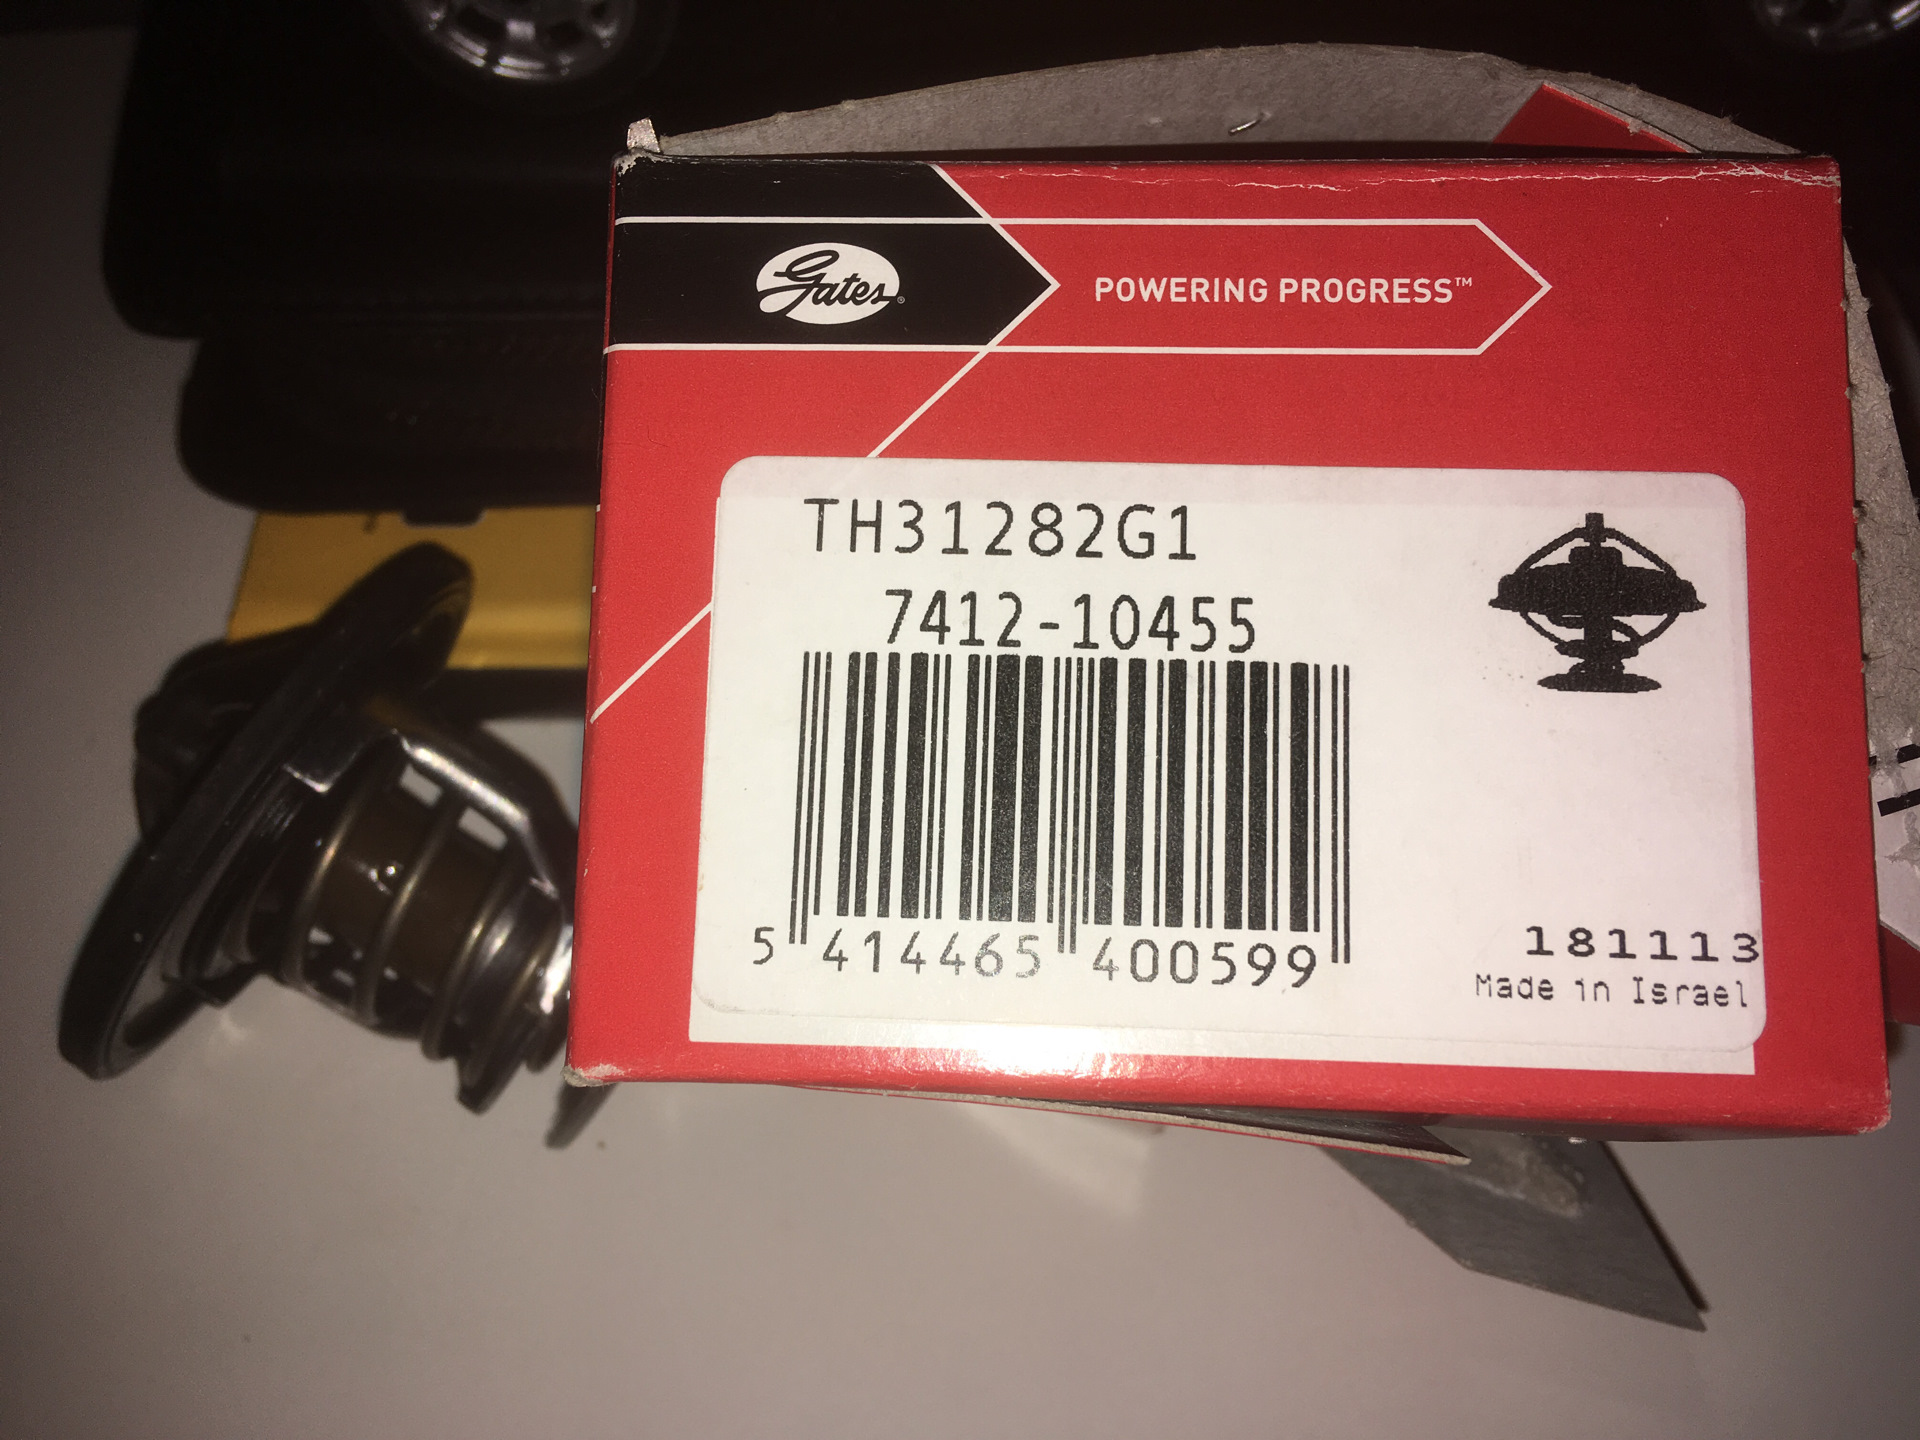 Gates®
POWERING PROGRESS™
TH31282G1
7412-10455
5 414465 400599
181113
Made in Israel